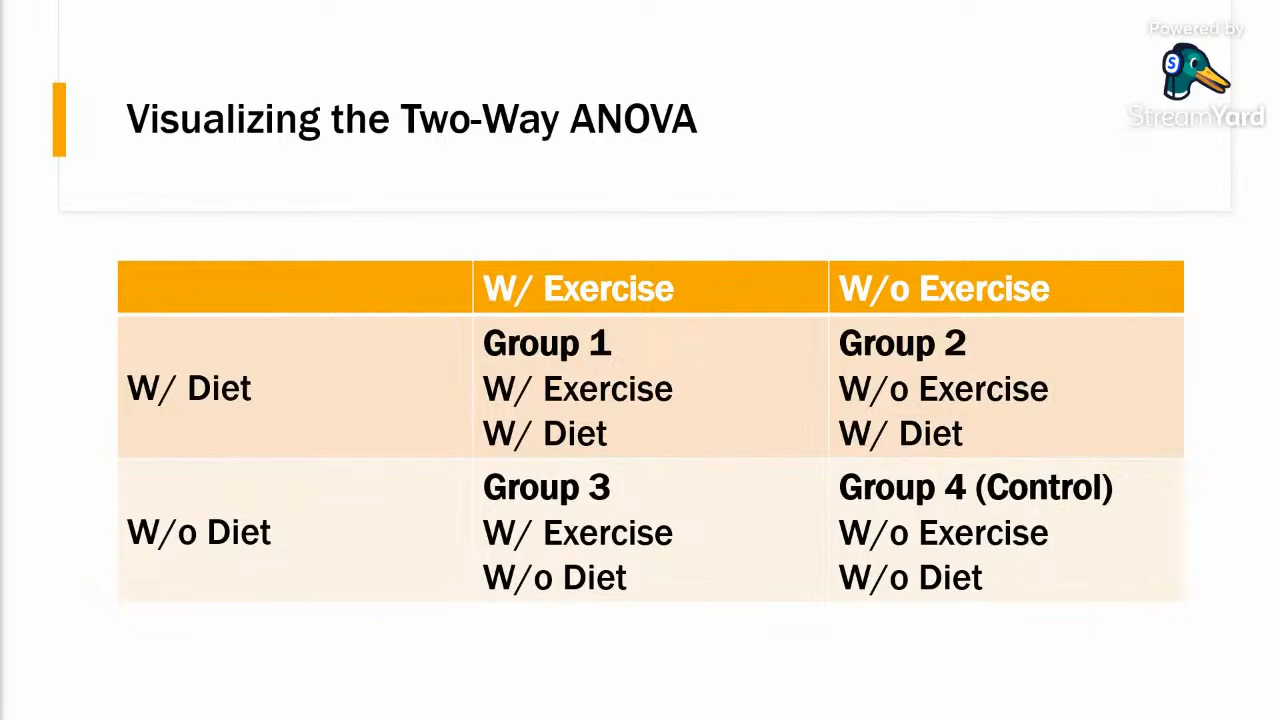 Powered by
S
StreamYard
Visualizing the Two-Way ANOVA
W/ Exercise
W/o Exercise
W/ Diet
Group 1
W/ Exercise
W/ Diet
Group 2
W/o Exercise
W/ Diet
W/o Diet
Group 3
W/ Exercise
W/o Diet
Group 4 (Control)
W/o Exercise
W/o Diet